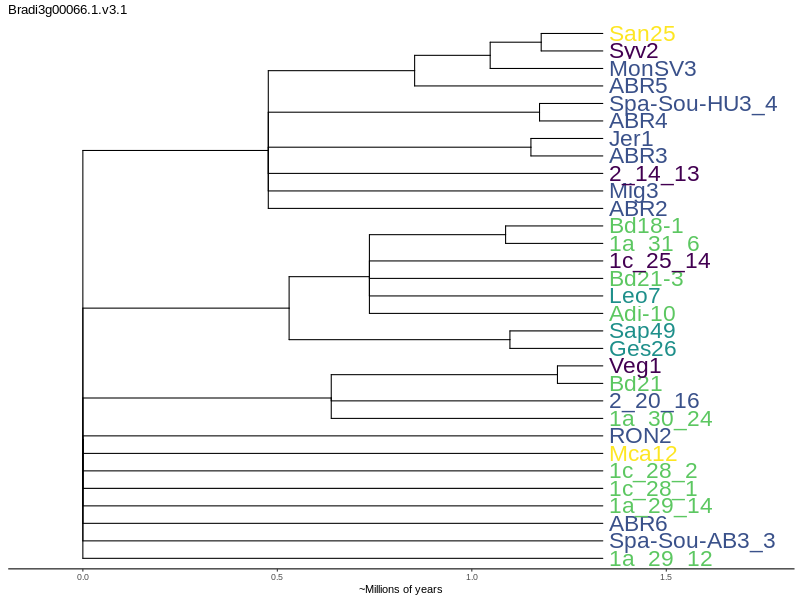 Bradi3g00066.1.v3.1
San25
Syv2
MonSV3
ABR5
Spa-Sou-HU3_4
ABR4
Jer1
ABR3
2_14_13
Mig3
ABR2
Bd18-1
1a_31_6
1c_25_14
Bd21-3
Leo7
Adi-10
Sap49
Ges26
Veg1
Bd21
2_20_16
1a_30_24
RON2
Mca12
1c_28_2
1c_28_1
1a_29_14
ABR6
Spa-Sou-AB3_3
1a_29_12
0.0 0.5 1.0 1.5
~Millions of years